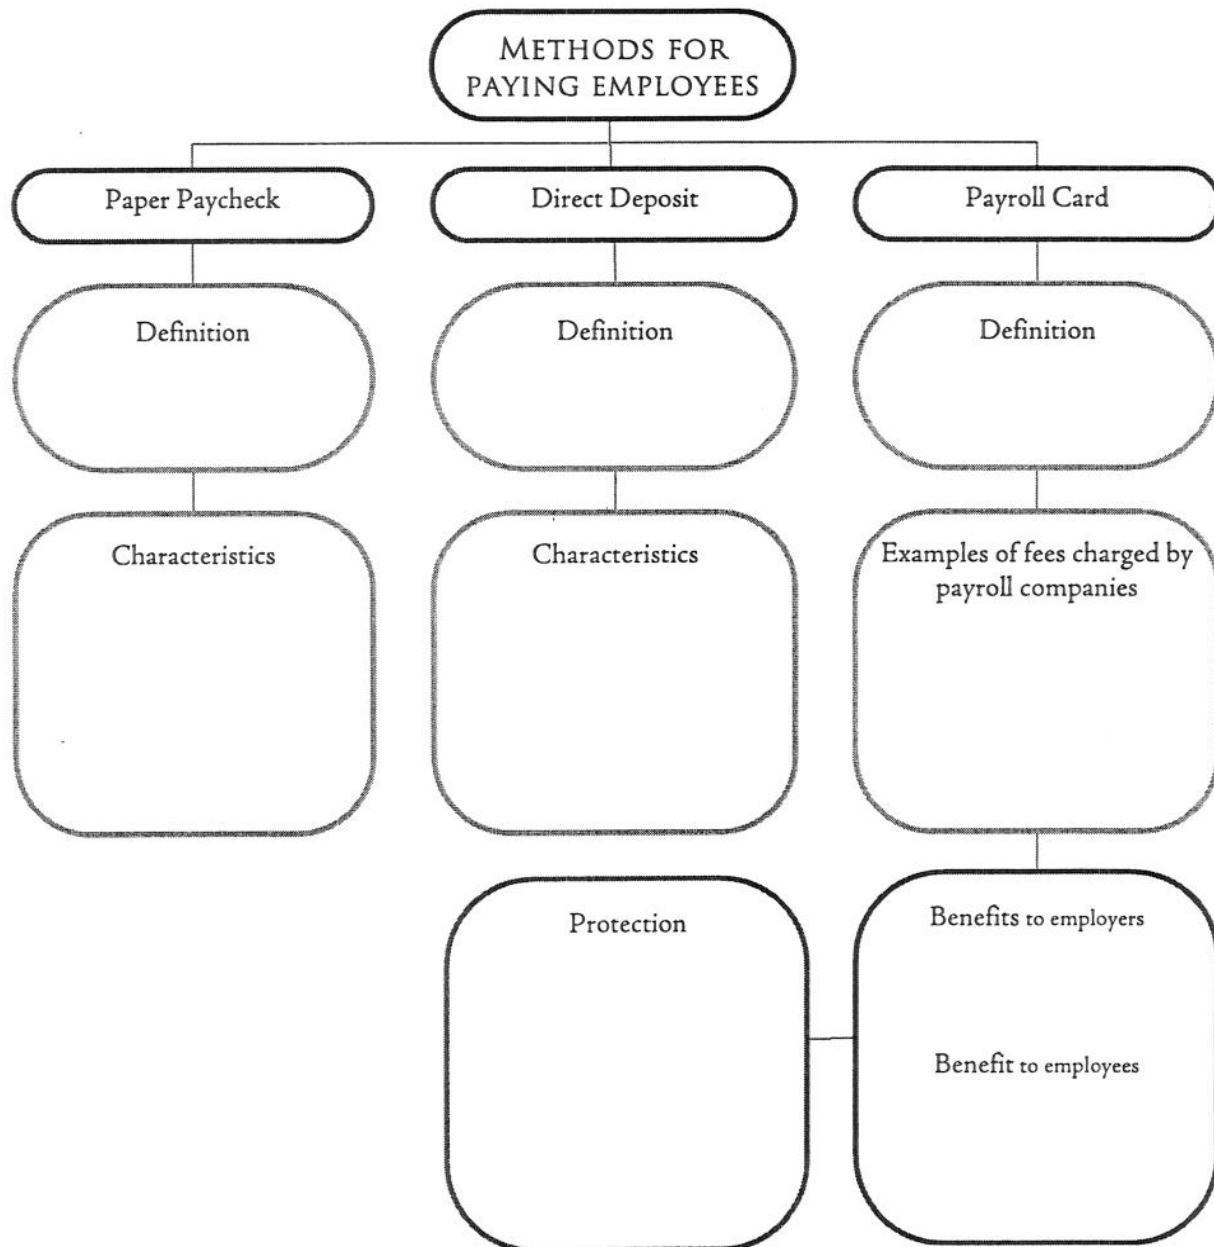 METHODS FOR
PAYING EMPLOYEES
Paper Paycheck
Direct Deposit
Payroll Card
Definition
Definition
Definition
Characteristics
Characteristics
Examples of fees charged by
payroll companies
Protection
Benefits to employers
Benefit to employees